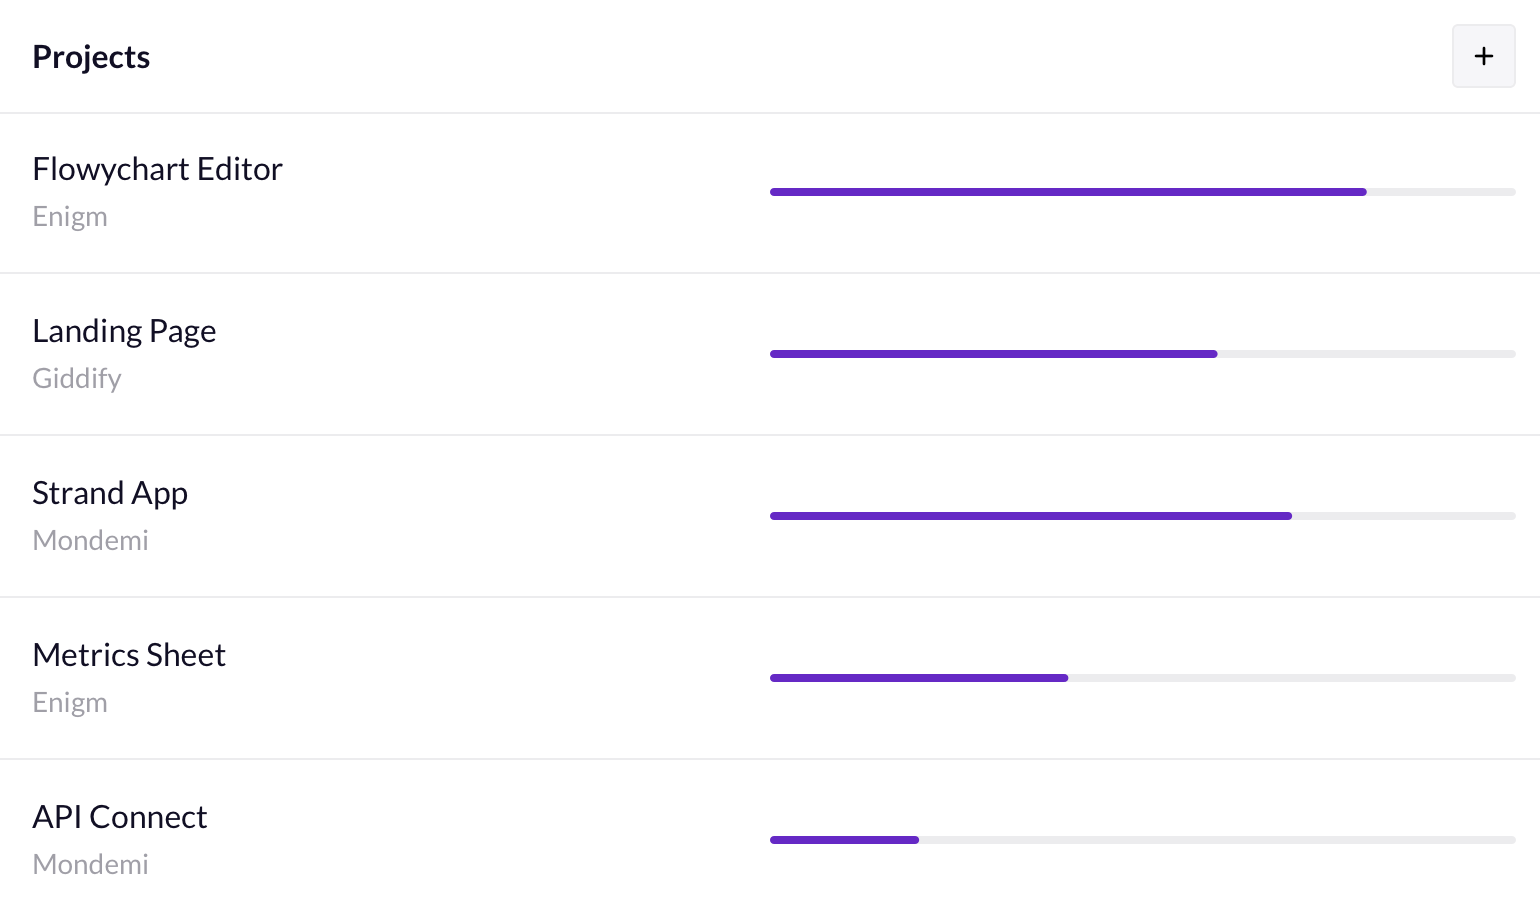 Projects
Flowychart Editor
Enigm
Landing Page
Giddify
Strand App
Mondemi
Metrics Sheet
Enigm
API Connect
Mondemi